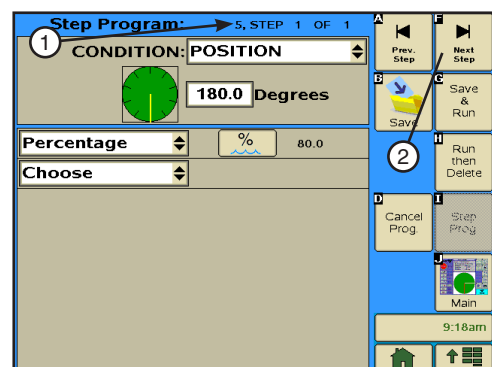 Step Program: 5, STEP 1 OF 1
1
CONDITION: POSITION
180.0 Degrees
Percentage % 80.0
Choose
A Prev. Step
F Next Step
B Save
G Save & Run
2
H Run then Delete
D Cancel Prog.
I Step Prog
J Main
9:18am